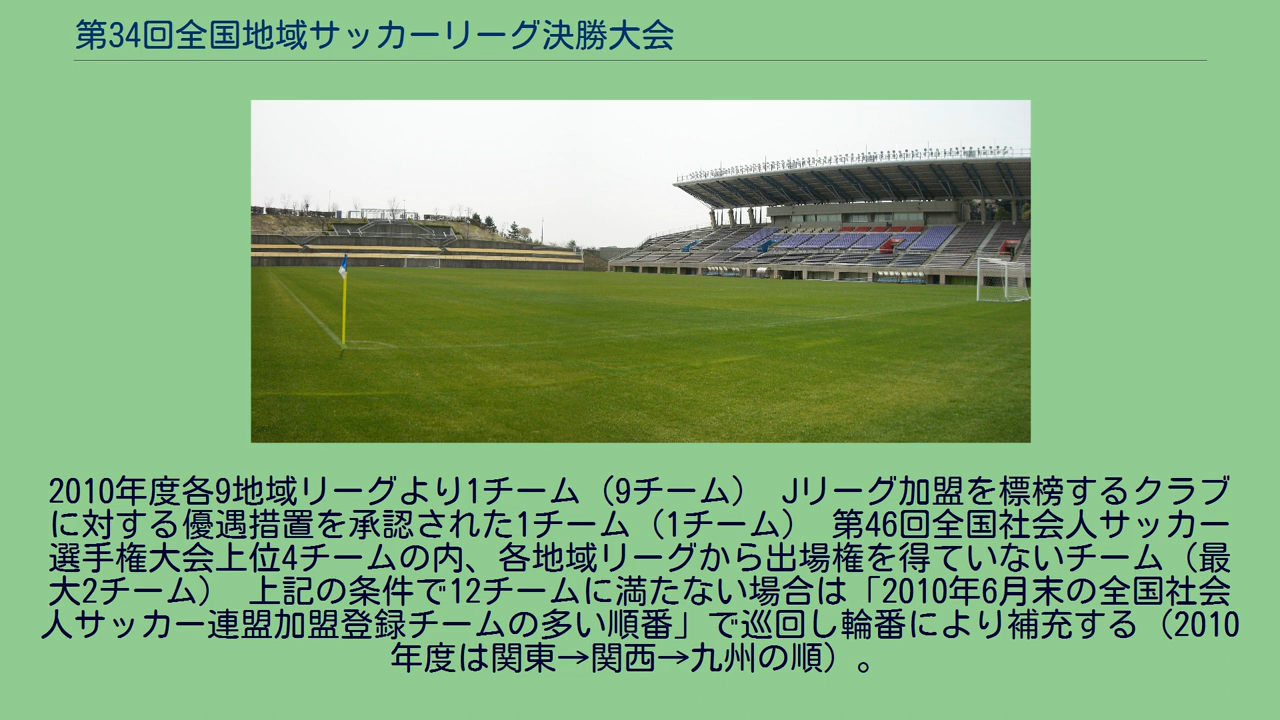 第34回全国地域サッカーリーグ決勝大会
2010年度各9地域リーグより1チーム（9チーム） Jリーグ加盟を標榜するクラブ
に対する優遇措置を承認された1チーム（1チーム） 第46回全国社会人サッカー
選手権大会上位4チームの内、各地域リーグから出場権を得ていないチーム（最
大2チーム） 上記の条件で12チームに満たない場合は「2010年6月末の全国社会
人サッカー連盟加盟登録チームの多い順番」で巡回し輪番により補充する（2010
年度は関東→関西→九州の順）。